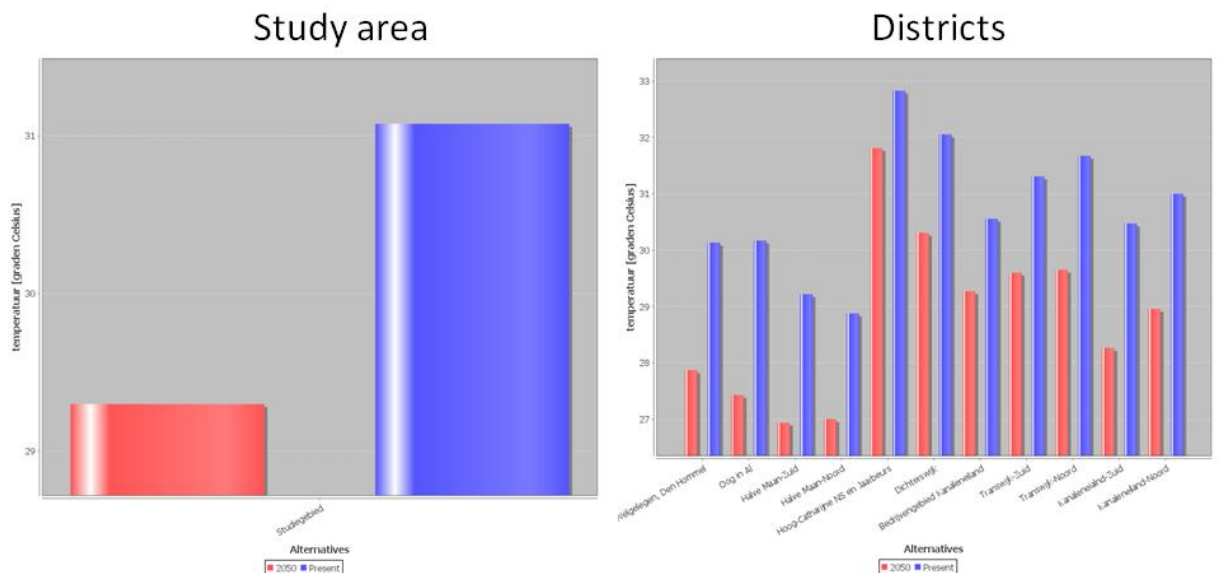 Study area
31
30
29
temperatuur [graden Celsius]
Studiegebied
Alternatives
2050 Present
Districts
33
32
31
30
29
28
27
temperatuur [graden Celsius]
Welgelegen, Den Hommel
Oog in Al
Halve Maan-Zuid
Halve Maan-Noord
Hoog-Catharijne NS en Jaarbeurs
Dichterswijk
Bedrijvengebied Kanaleneiland
Transwijk-Zuid
Transwijk-Noord
Kanaleneiland-Zuid
Kanaleneiland-Noord
Alternatives
2050 Present